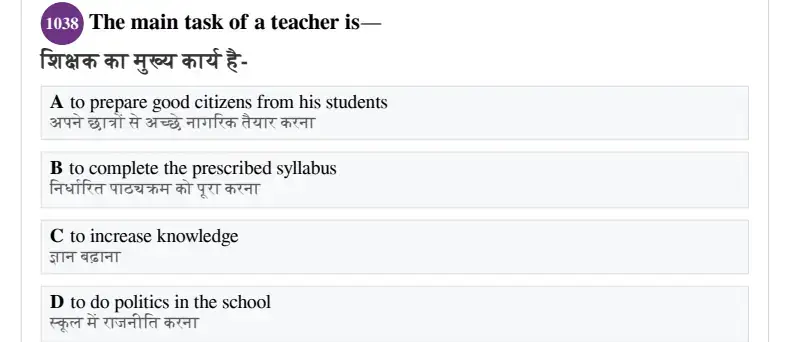 1038 The main task of a teacher is—
शिक्षक का मुख्य कार्य है-
A to prepare good citizens from his students
अपने छात्रों से अच्छे नागरिक तैयार करना
B to complete the prescribed syllabus
निर्धारित पाठ्यक्रम को पूरा करना
C to increase knowledge
ज्ञान बढ़ाना
D to do politics in the school
स्कूल में राजनीति करना